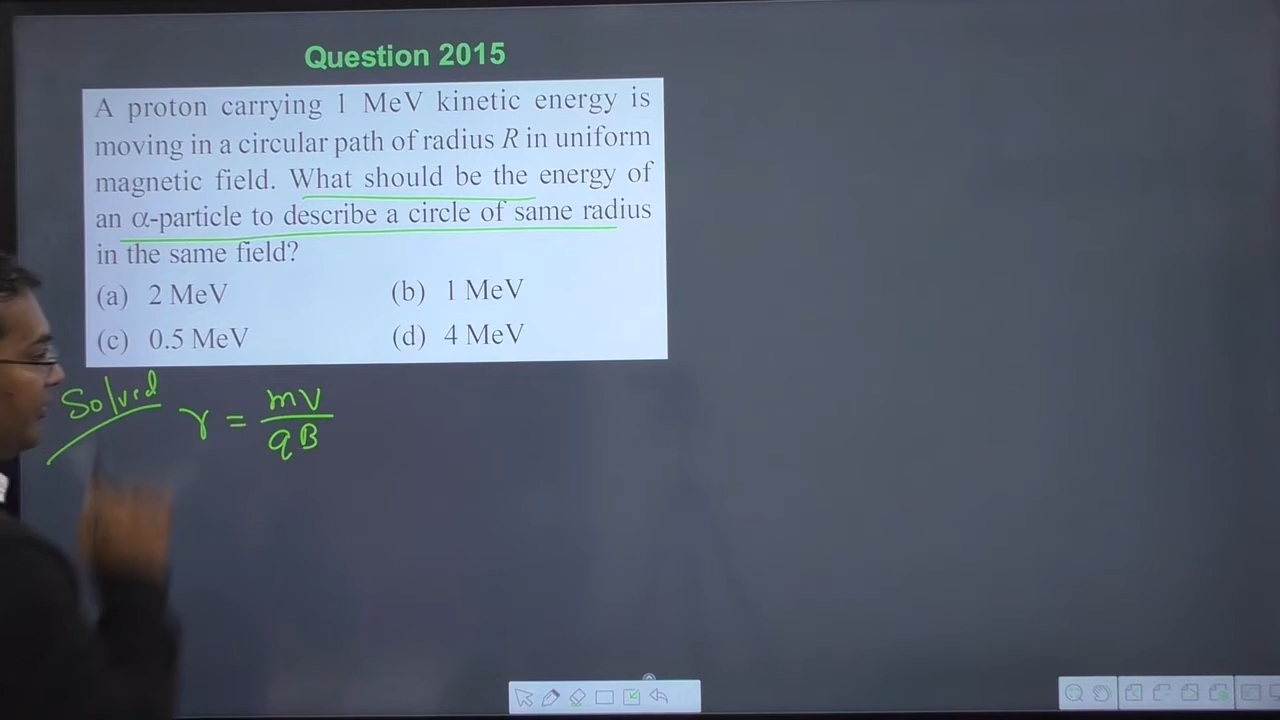 Question 2015
A proton carrying 1 MeV kinetic energy is
moving in a circular path of radius R in uniform
magnetic field. What should be the energy of
an α-particle to describe a circle of same radius
in the same field?
(a) 2 MeV (b) 1 MeV
(c) 0.5 MeV (d) 4 MeV
Solved r = mv/qB